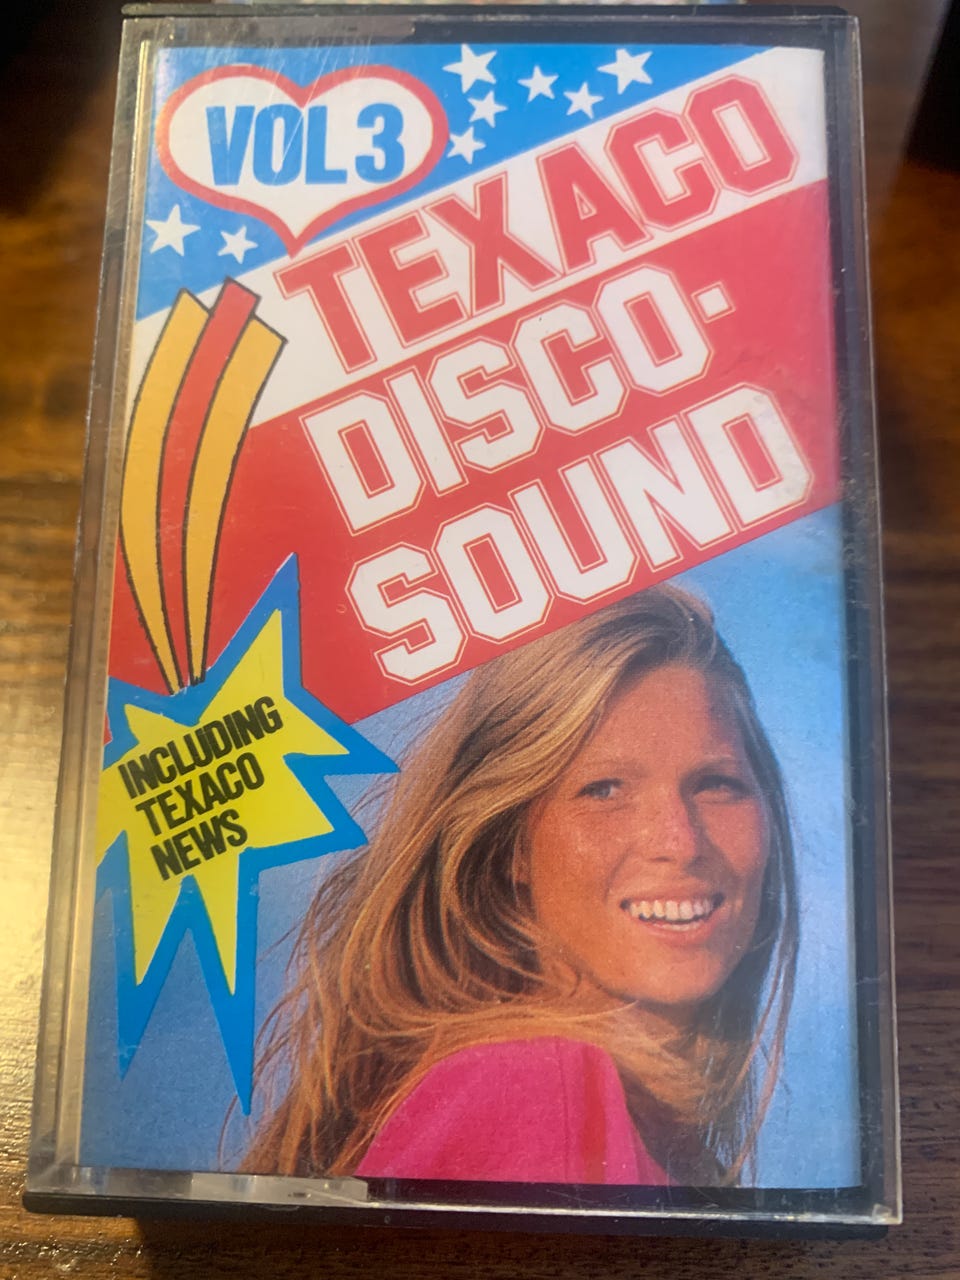 VOL 3
TEXACO
DISCO-
SOUND
INCLUDING
TEXACO
NEWS